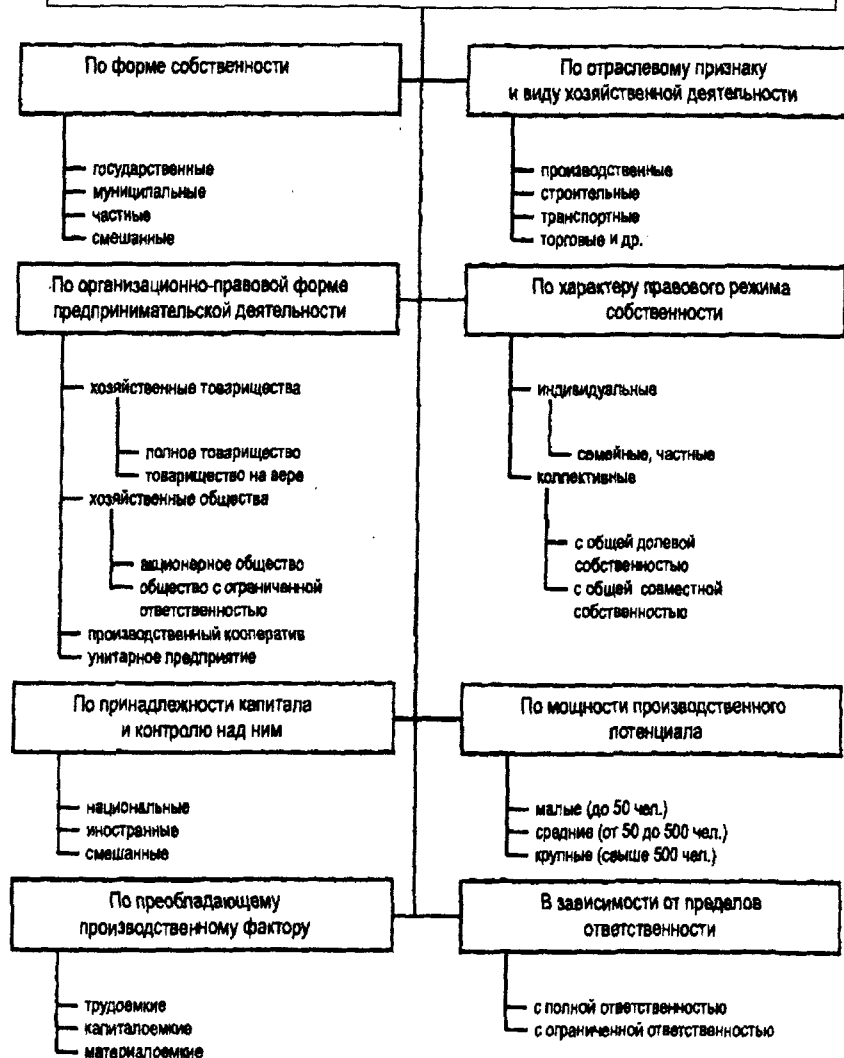 По форме собственности
государственные
муниципальные
частные
смешанные
По отраслевому признаку
и виду хозяйственной деятельности
производственные
строительные
транспортные
торговые и др.
По организационно-правовой форме
предпринимательской деятельности
хозяйственные товарищества
полное товарищество
товарищество на вере
хозяйственные общества
акционерное общество
общество с ограниченной
ответственностью
производственный кооператив
унитарное предприятие
По характеру правового режима
собственности
индивидуальные
семейные, частные
коллективные
с общей долевой
собственностью
с общей совместной
собственностью
По принадлежности капитала
и контролю над ним
национальные
иностранные
смешанные
По мощности производственного
потенциала
малые (до 50 чел.)
средние (от 50 до 500 чел.)
крупные (свыше 500 чел.)
По преобладающему
производственному фактору
трудоемкие
капиталоемкие
материалоемкие
В зависимости от пределов
ответственности
с полной ответственностью
с ограниченной ответственностью